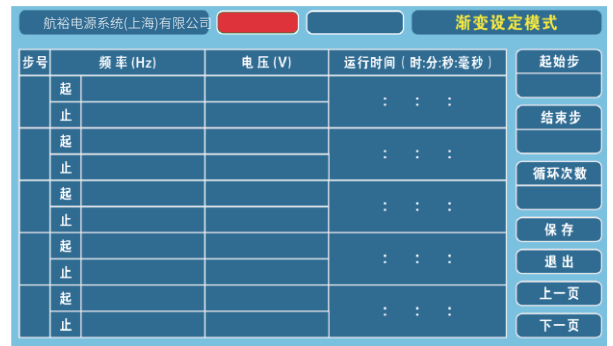 航裕电源系统(上海)有限公司 渐变设定模式
步号 频率(Hz) 电压(V) 运行时间(时:分:秒:毫秒) 起始步
起
: : :
止
结束步
起
: : :
止
循环次数
起
: : :
止
保存
起
: : :
止
退出
起
上一页
: : :
止
下一页